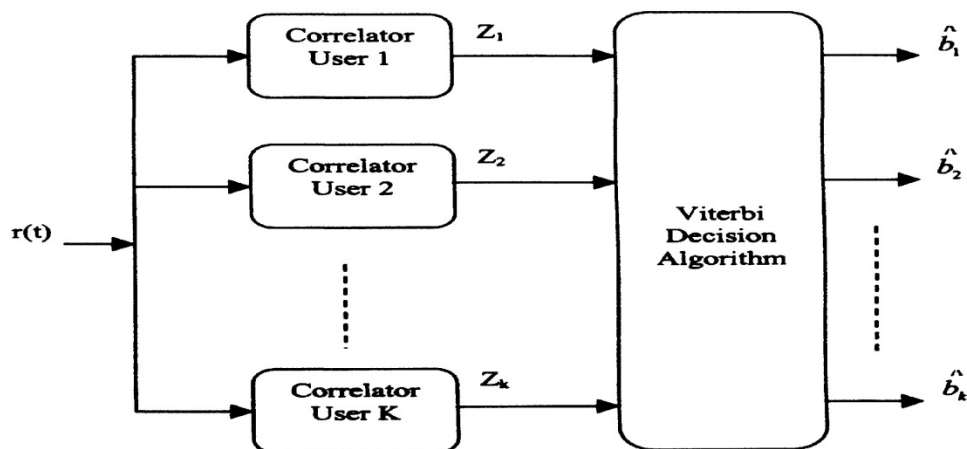 Correlator
User 1
Z₁
b̂₁
Correlator
User 2
Z₂
b̂₂
r(t)
Viterbi
Decision
Algorithm
Correlator
User K
Zₖ
b̂ₖ